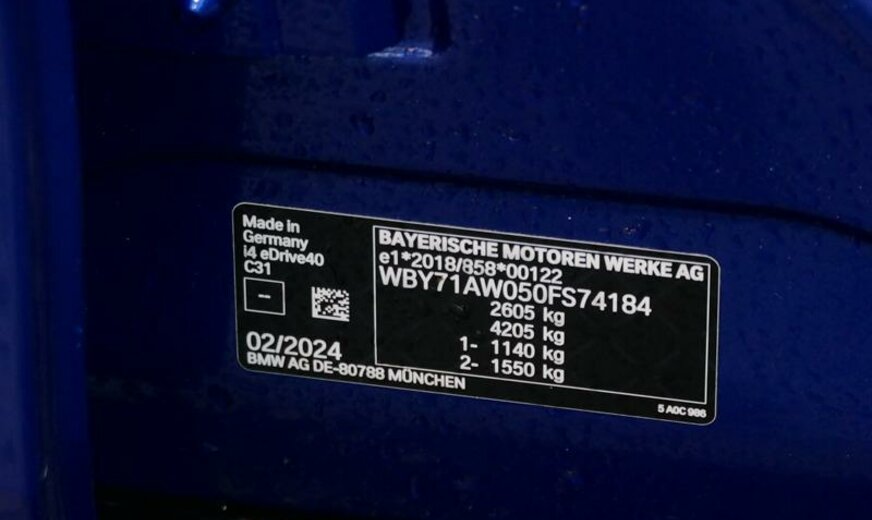 Made in
Germany
i4 eDrive40
C31
--
02/2024
BMW AG DE-80788 MÜNCHEN
BAYERISCHE MOTOREN WERKE AG
e1*2018/858*00122
WBY71AW050FS74184
2605 kg
4205 kg
1- 1140 kg
2- 1550 kg
5 A0C 986